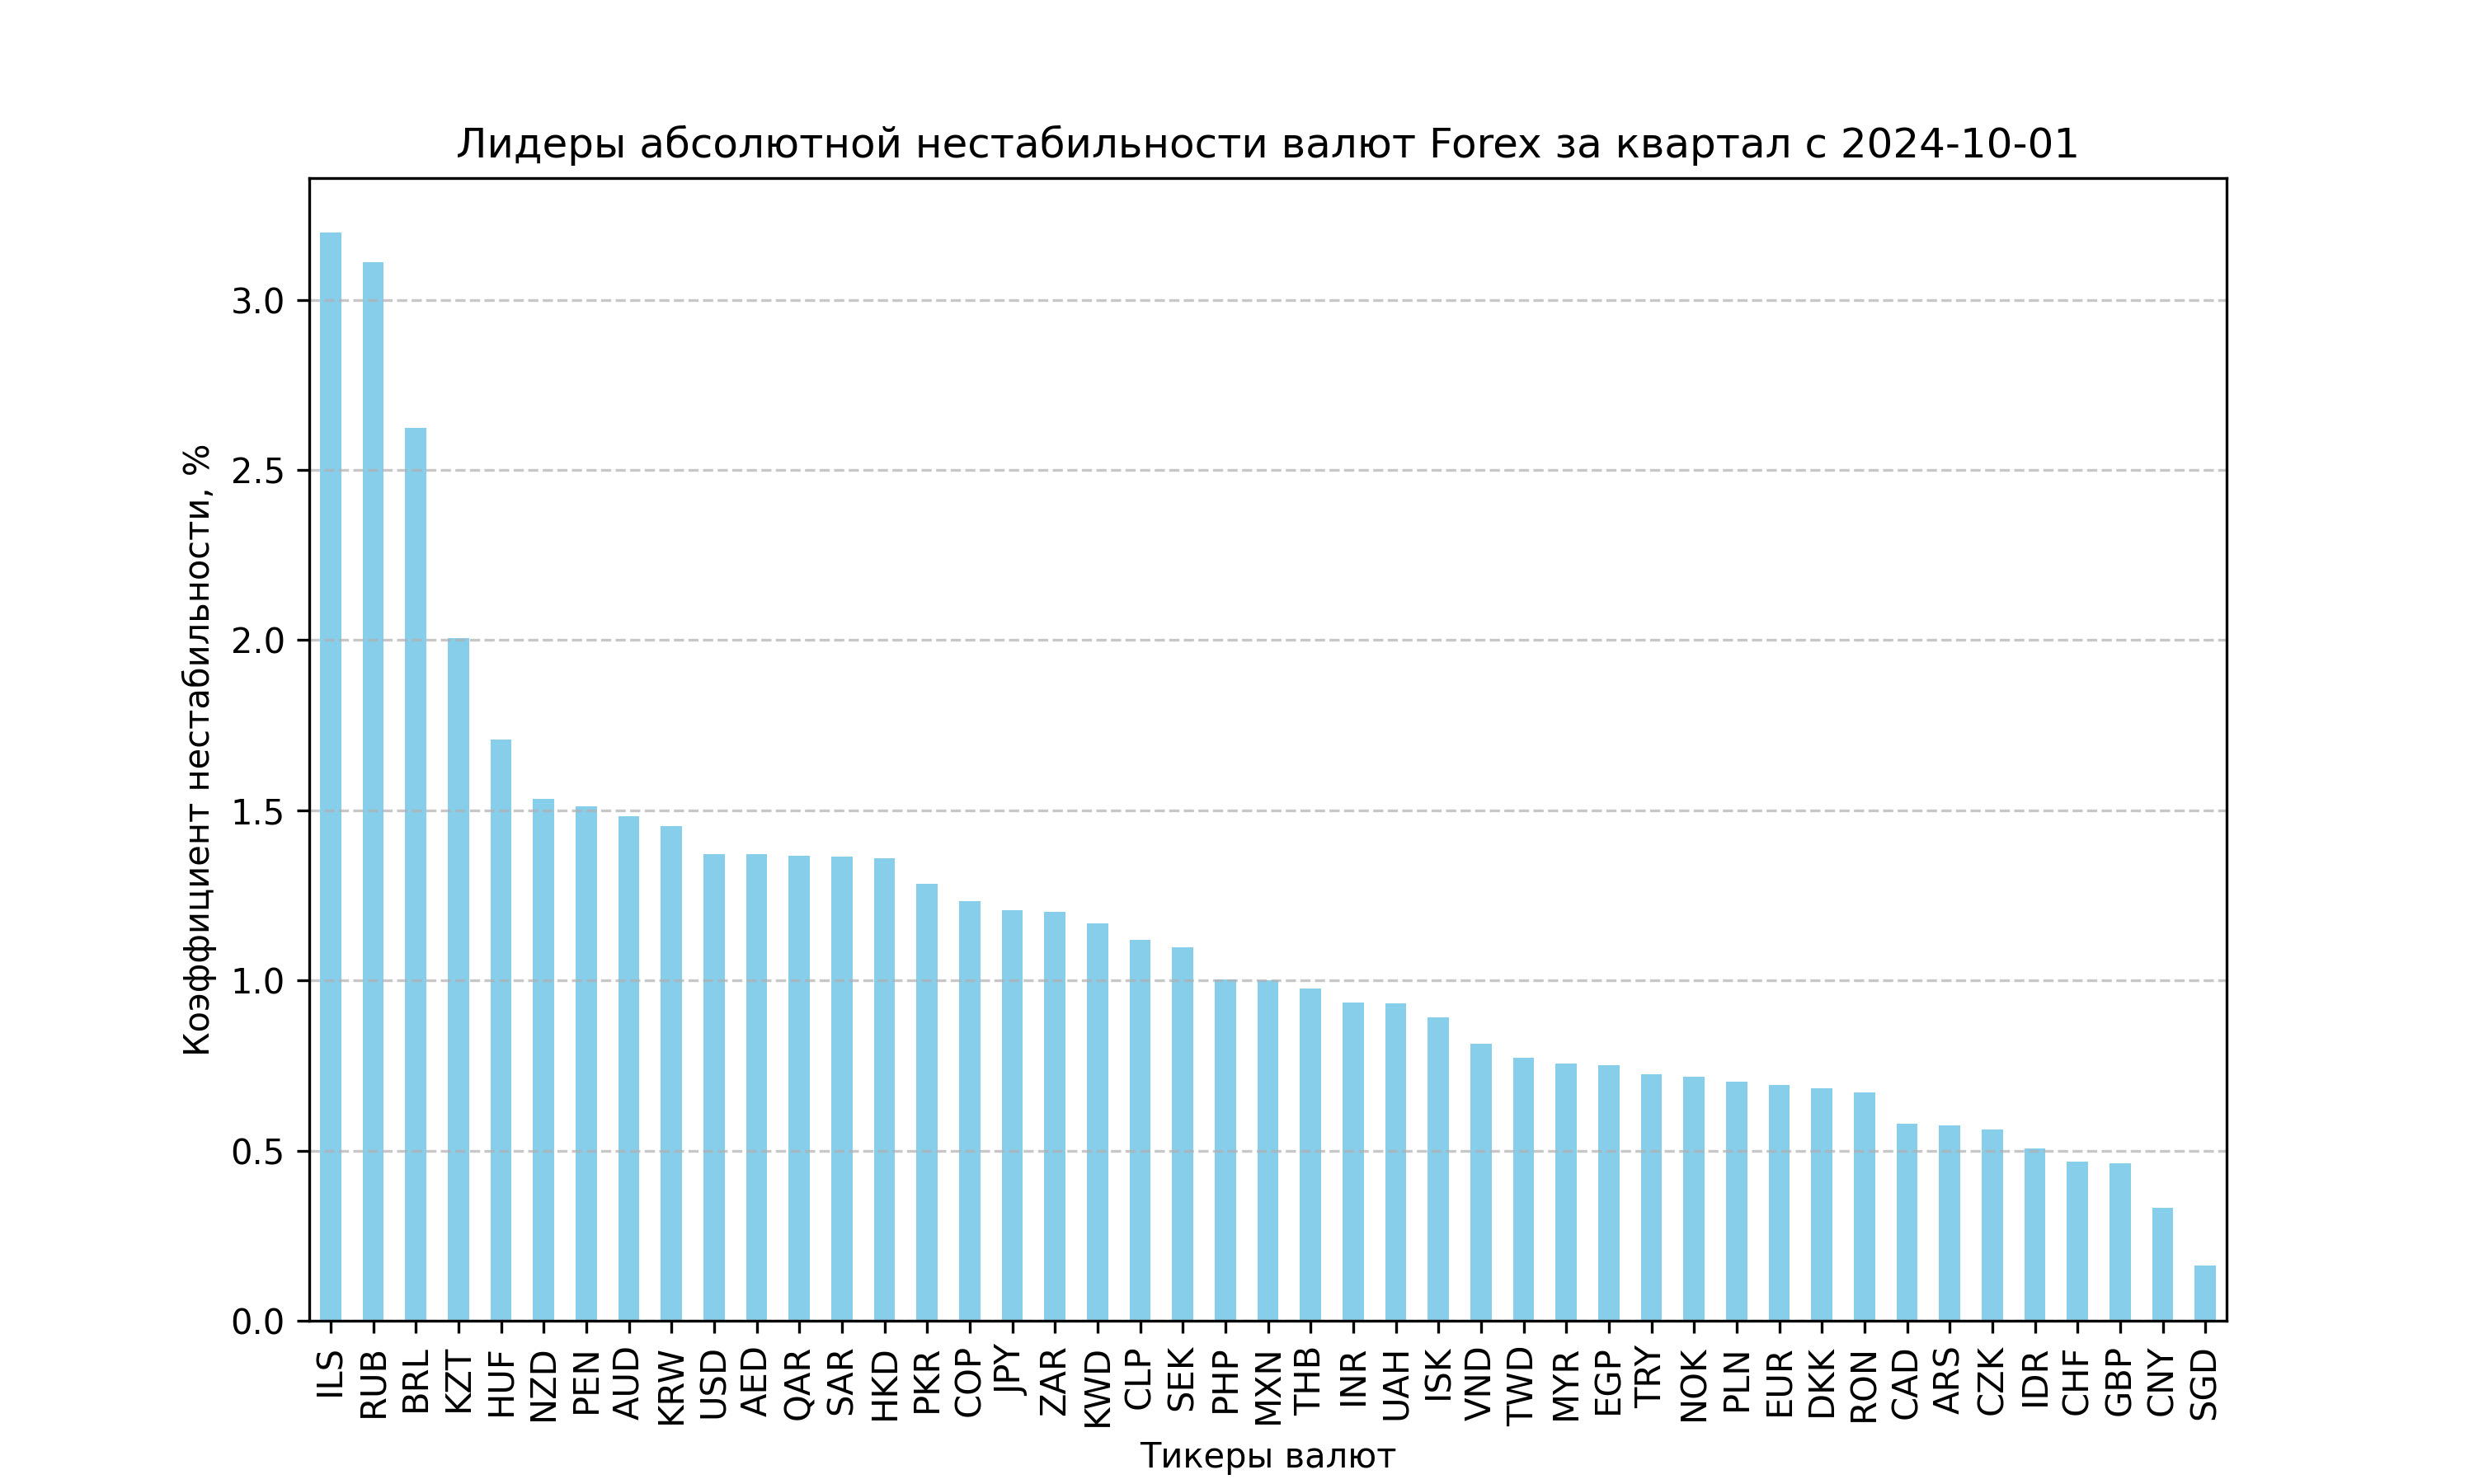 Лидеры абсолютной нестабильности валют Forex за квартал с 2024-10-01
Коэффициент нестабильности, %
3.0
2.5
2.0
1.5
1.0
0.5
0.0
ILS RUB BRL KZT HUF NZD PEN AUD KRW USD AED QAR SAR HKD PKR COP JPY ZAR KWD CLP SEK PHP MXN THB INR UAH ISK VND TWD MYR EGP TRY NOK PLN EUR DKK RON CAD ARS CZK IDR CHF GBP CNY SGD
Тикеры валют